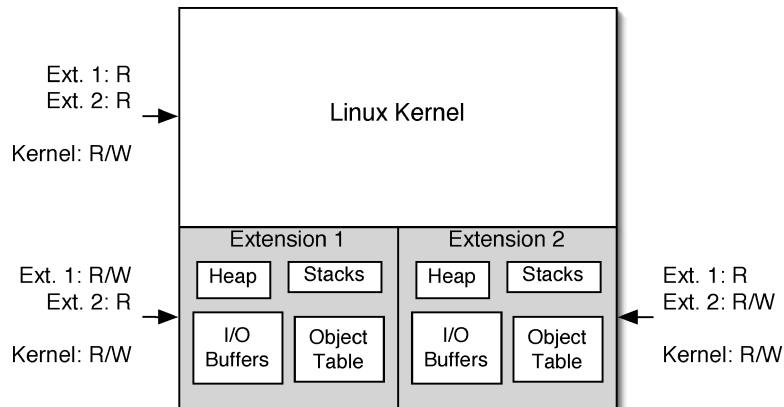 Ext. 1: R
Ext. 2: R
Kernel: R/W
Linux Kernel
Extension 1
Extension 2
Ext. 1: R/W
Ext. 2: R
Kernel: R/W
Heap
Stacks
I/O
Buffers
Object
Table
Heap
Stacks
I/O
Buffers
Object
Table
Ext. 1: R
Ext. 2: R/W
Kernel: R/W